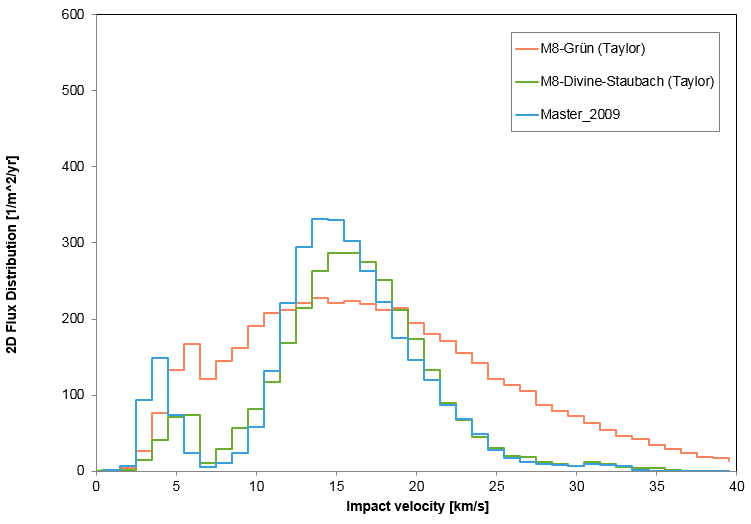 600
500
400
300
200
100
0
2D Flux Distribution [1/m^2/yr]
M8-Grün (Taylor)
M8-Divine-Staubach (Taylor)
Master_2009
0 5 10 15 20 25 30 35 40
Impact velocity [km/s]